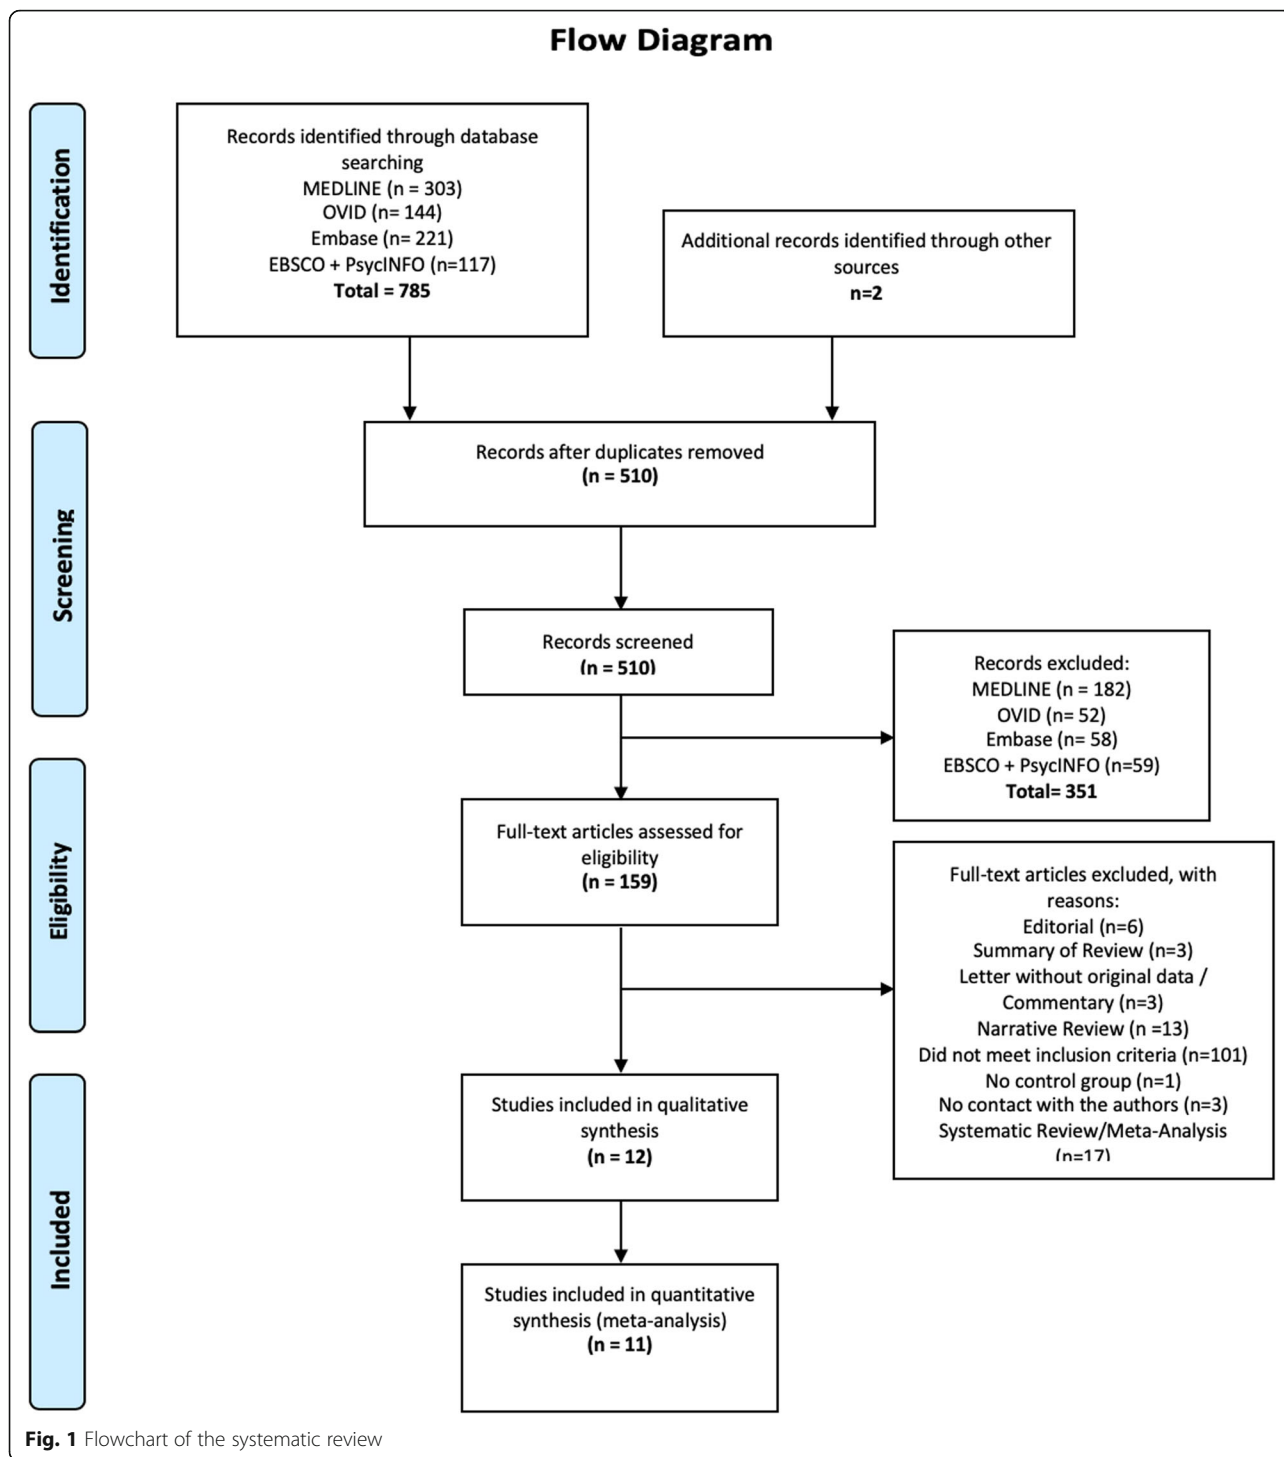 Flow Diagram
Identification
Records identified through database
searching
MEDLINE (n = 303)
OVID (n= 144)
Embase (n= 221)
EBSCO + PsycINFO (n=117)
Total = 785
Additional records identified through other
sources
n=2
Screening
Records after duplicates removed
(n = 510)
Records screened
(n = 510)
Records excluded:
MEDLINE (n = 182)
OVID (n= 52)
Embase (n= 58)
EBSCO + PsycINFO (n=59)
Total= 351
Eligibility
Full-text articles assessed for
eligibility
(n = 159)
Full-text articles excluded, with
reasons:
Editorial (n=6)
Summary of Review (n=3)
Letter without original data /
Commentary (n=3)
Narrative Review (n =13)
Did not meet inclusion criteria (n=101)
No control group (n=1)
No contact with the authors (n=3)
Systematic Review/Meta-Analysis
(n=17)
Included
Studies included in qualitative
synthesis
(n = 12)
Studies included in quantitative
synthesis (meta-analysis)
(n = 11)
Fig. 1 Flowchart of the systematic review